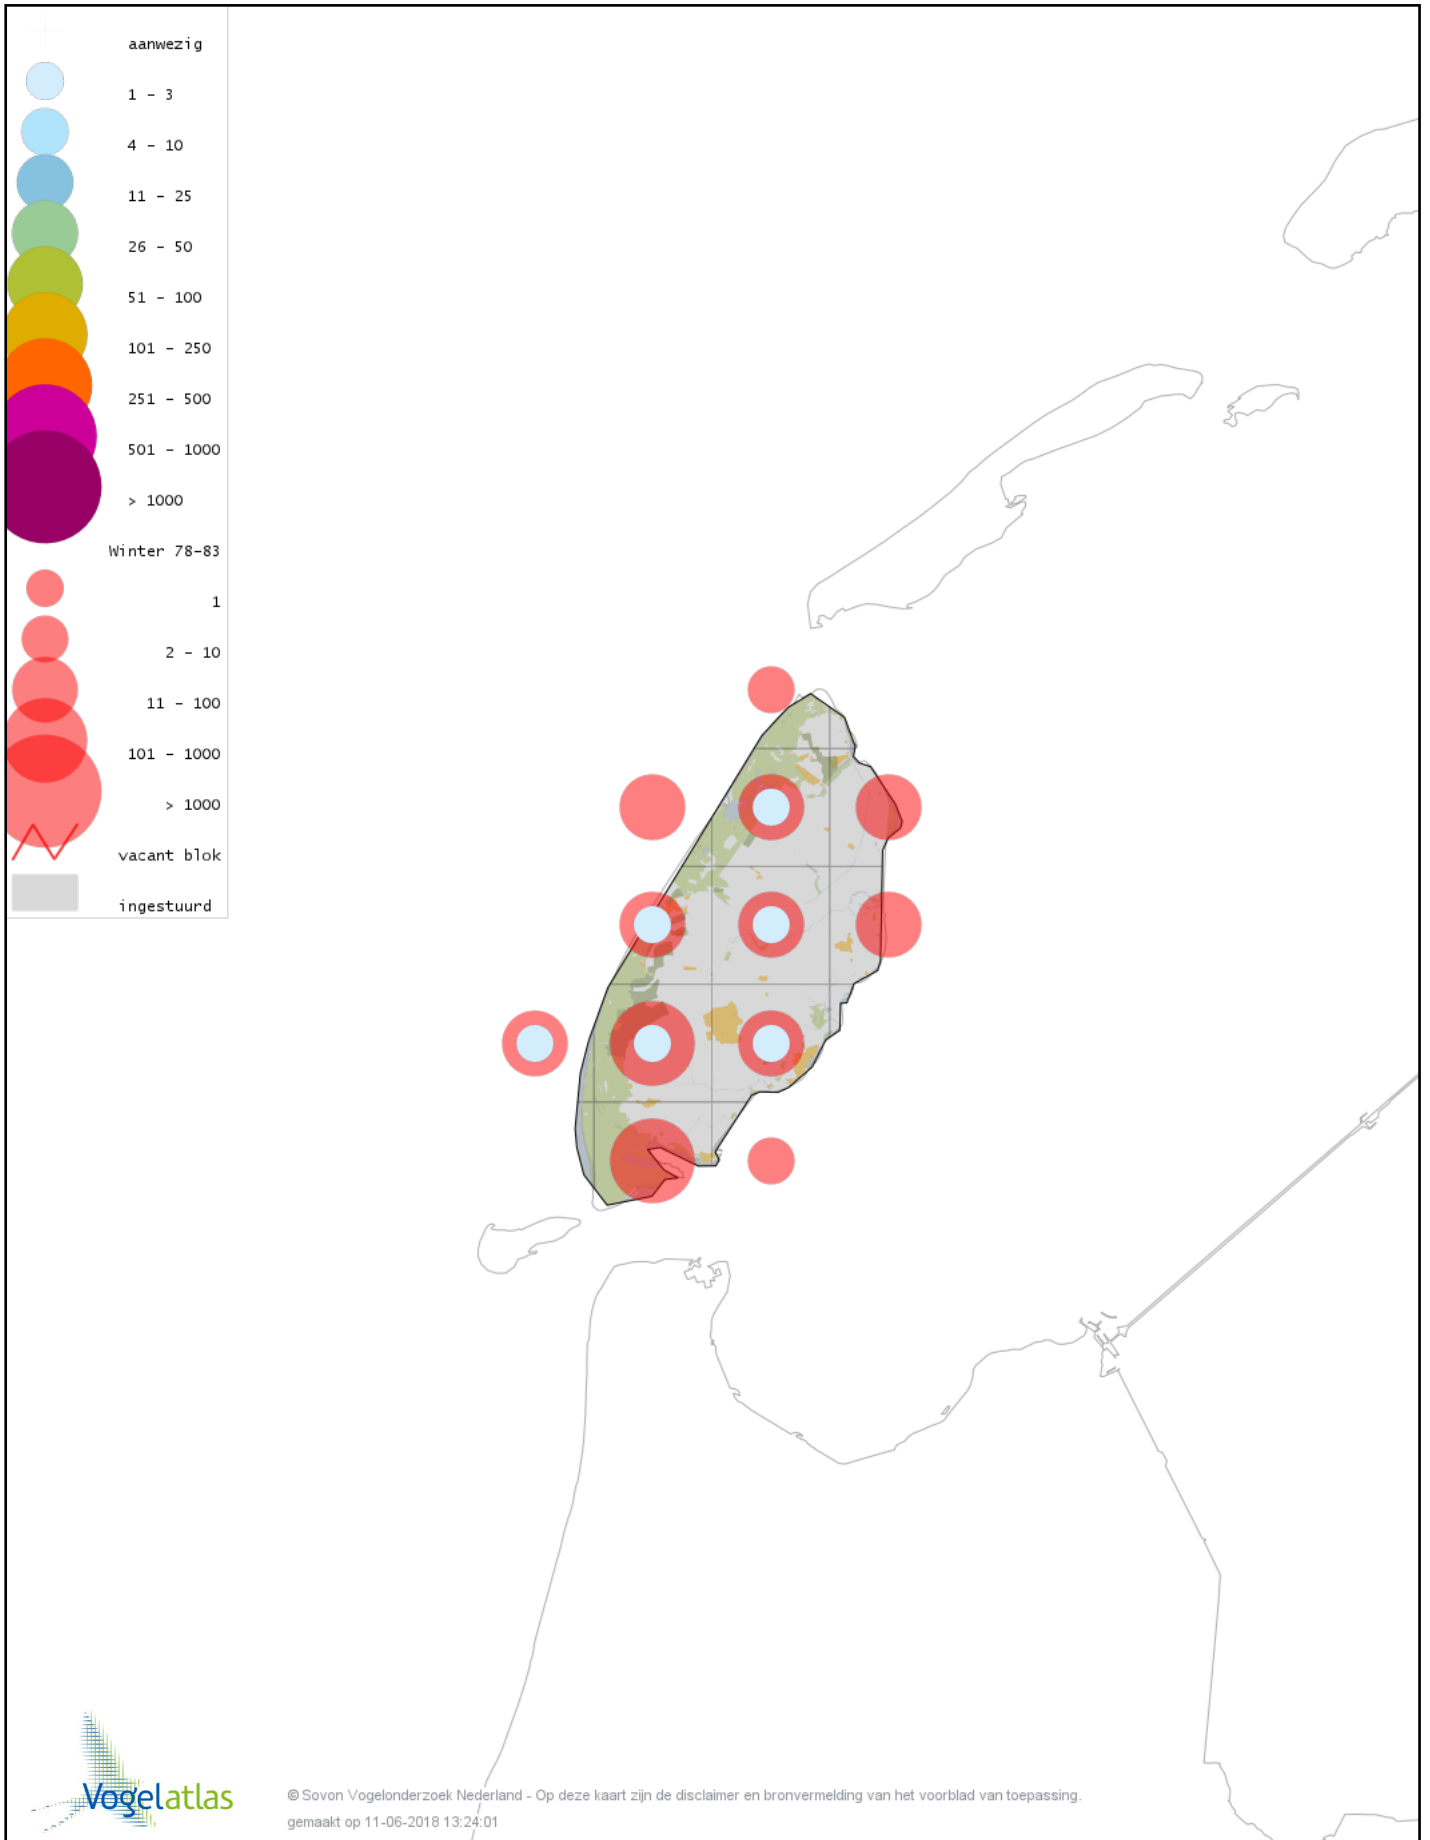 aanwezig
1 - 3
4 - 10
11 - 25
26 - 50
51 - 100
101 - 250
251 - 500
501 - 1000
> 1000
Winter 78-83
1
2 - 10
11 - 100
101 - 1000
> 1000
vacant blok
ingestuurd
Vogelatlas
© Sovon Vogelonderzoek Nederland - Op deze kaart zijn de disclaimer en bronvermelding van het voorblad van toepassing.
gemaakt op 11-06-2018 13:24:01